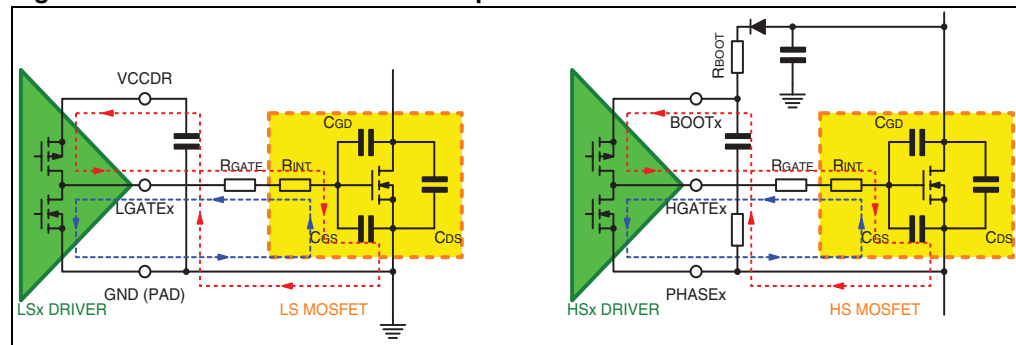 VCCDR
CGD
RGATE
RINT
LGATEx
CGS
CDS
GND (PAD)
LSx DRIVER
LS MOSFET
RBOOT
BOOTx
CGD
RGATE
RINT
HGATEx
CGS
CDS
PHASEx
HSx DRIVER
HS MOSFET